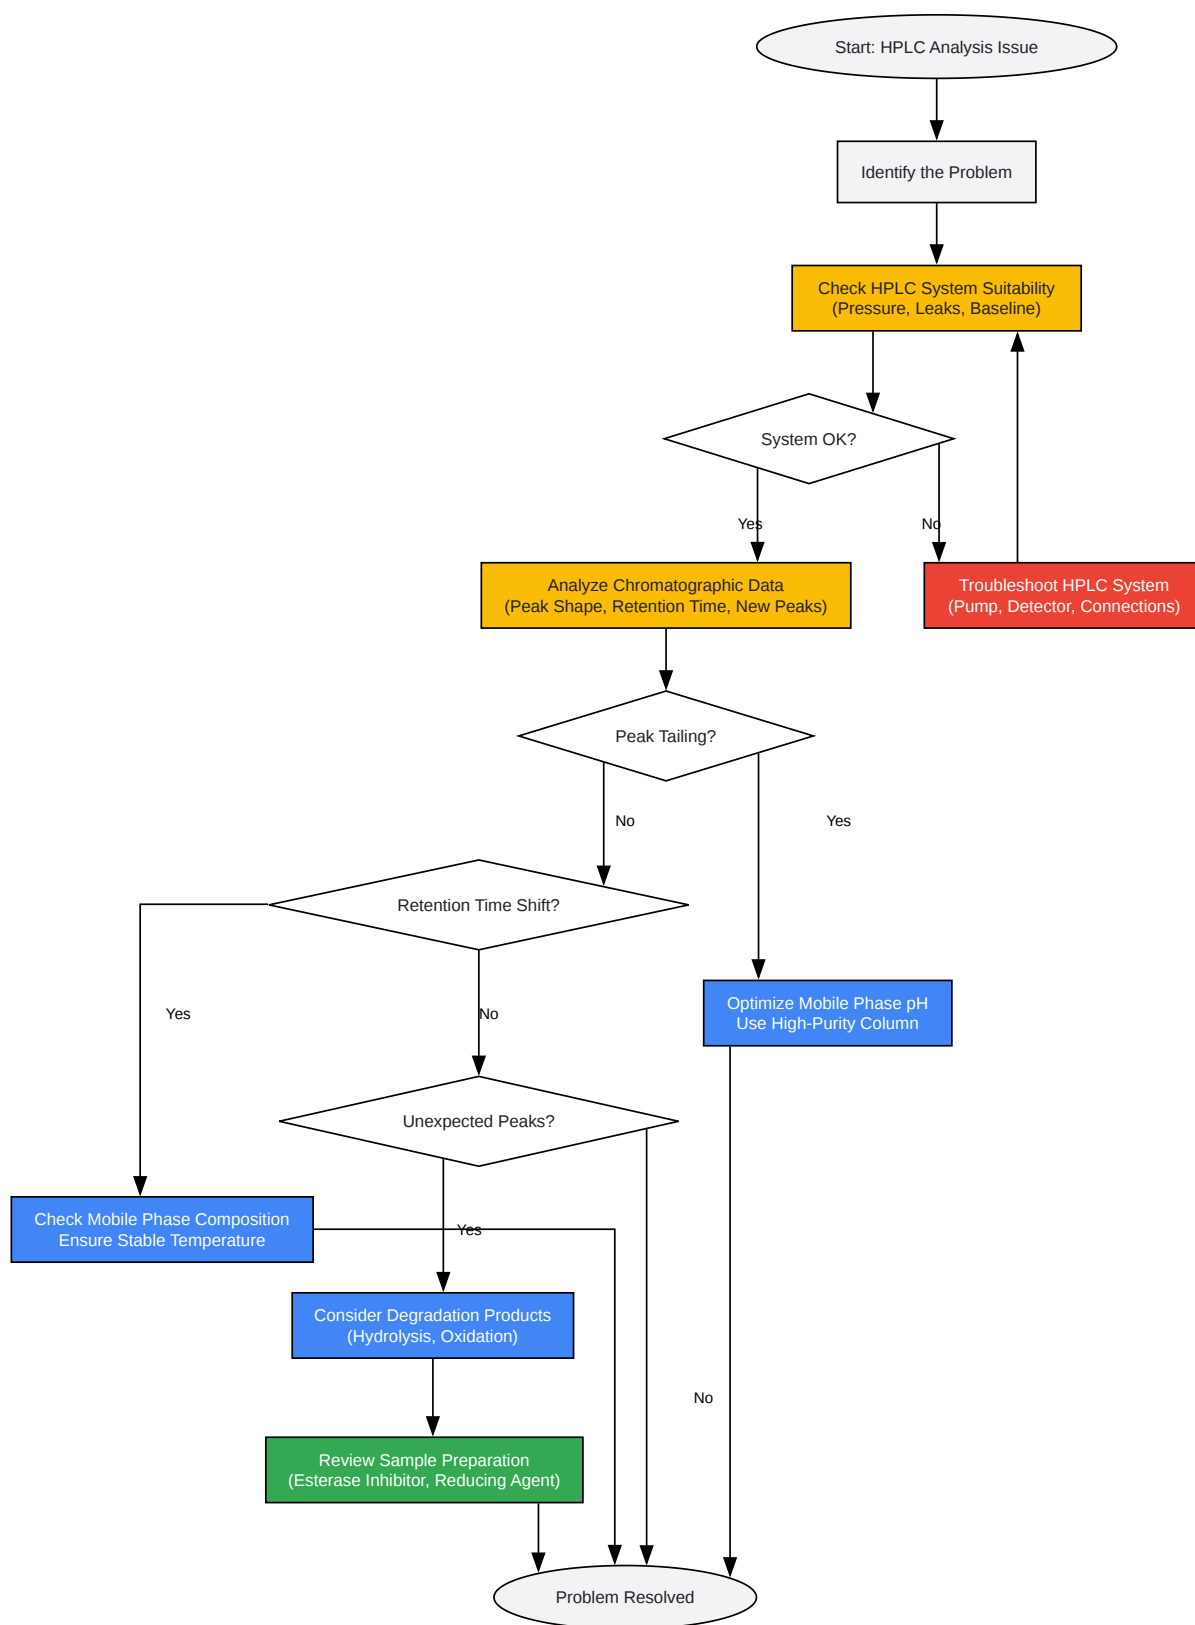 Start: HPLC Analysis Issue
Identify the Problem
Check HPLC System Suitability
(Pressure, Leaks, Baseline)
System OK?
Yes
No
Analyze Chromatographic Data
(Peak Shape, Retention Time, New Peaks)
Troubleshoot HPLC System
(Pump, Detector, Connections)
Peak Tailing?
No
Yes
Retention Time Shift?
Yes
No
Optimize Mobile Phase pH
Use High-Purity Column
Unexpected Peaks?
Check Mobile Phase Composition
Ensure Stable Temperature
Yes
Consider Degradation Products
(Hydrolysis, Oxidation)
No
Review Sample Preparation
(Esterase Inhibitor, Reducing Agent)
Problem Resolved